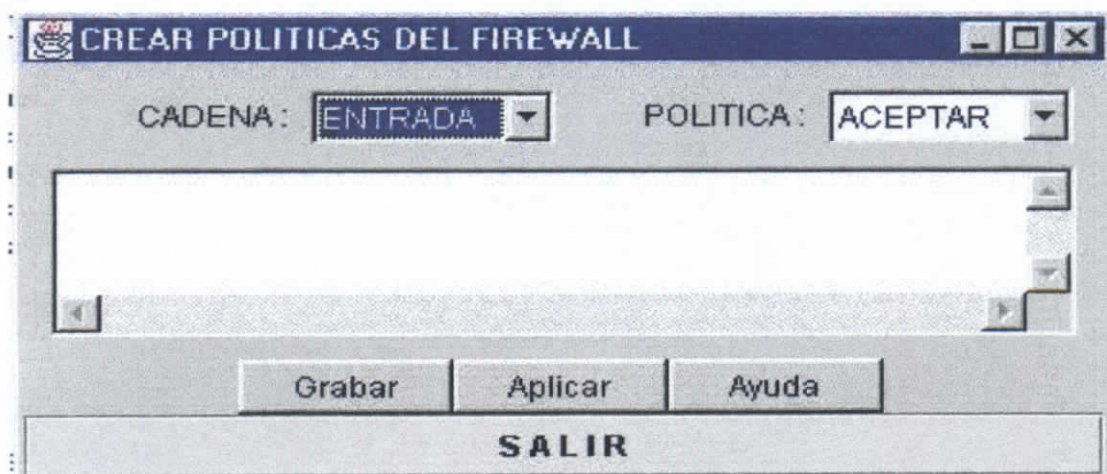 CREAR POLITICAS DEL FIREWALL
CADENA: ENTRADA POLITICA: ACEPTAR
Grabar Aplicar Ayuda
SALIR